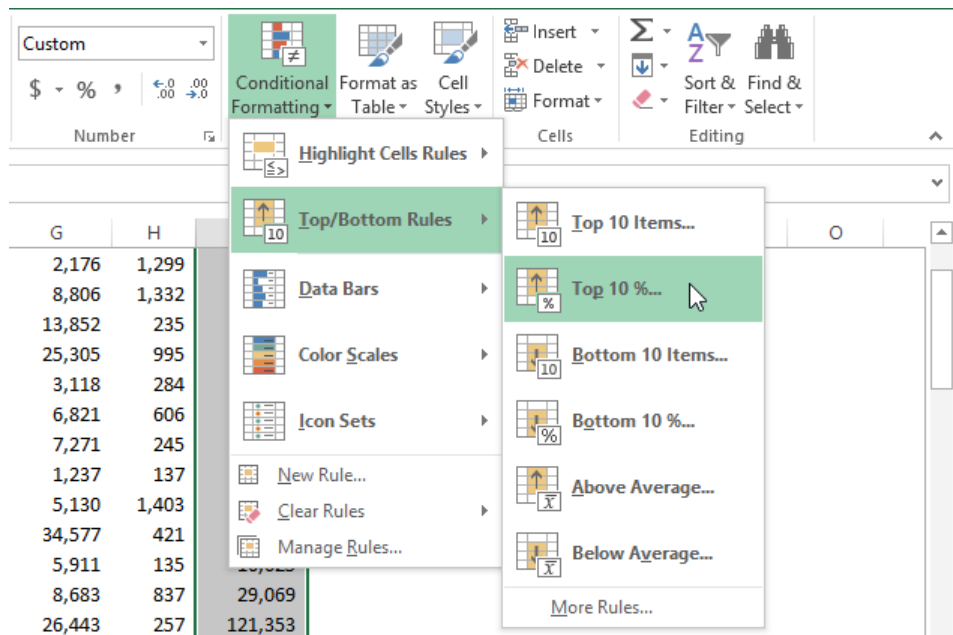 Custom
$ % , .0 .00 .00 .0
Number
Conditional Formatting
Format as Table
Cell Styles
Insert
Delete
Format
Cells
Σ
A Z
Sort & Filter
Find & Select
Editing
Highlight Cells Rules
Top/Bottom Rules
Data Bars
Color Scales
Icon Sets
New Rule...
Clear Rules
Manage Rules...
Top 10 Items...
Top 10 %...
Bottom 10 Items...
Bottom 10 %...
Above Average...
Below Average...
More Rules...
G H O
2,176 1,299
8,806 1,332
13,852 235
25,305 995
3,118 284
6,821 606
7,271 245
1,237 137
5,130 1,403
34,577 421
5,911 135
8,683 837 29,069
26,443 257 121,353